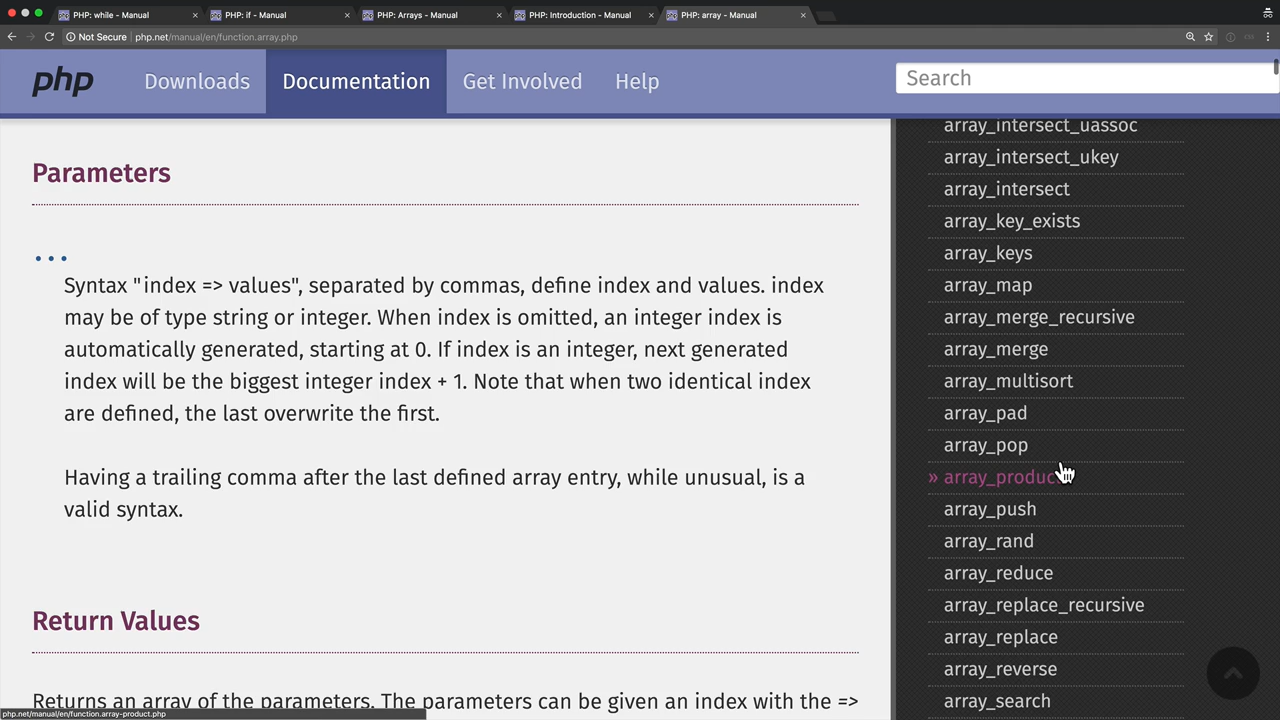 PHP: while - Manual
PHP: if - Manual
PHP: Arrays - Manual
PHP: Introduction - Manual
PHP: array - Manual
Not Secure
php.net/manual/en/function.array.php
php
Downloads
Documentation
Get Involved
Help
Search
Parameters
...
Syntax "index => values", separated by commas, define index and values. index
may be of type string or integer. When index is omitted, an integer index is
automatically generated, starting at 0. If index is an integer, next generated
index will be the biggest integer index + 1. Note that when two identical index
are defined, the last overwrite the first.
Having a trailing comma after the last defined array entry, while unusual, is a
valid syntax.
Return Values
Returns an array of the parameters. The parameters can be given an index with the =>
php.net/manual/en/function.array-product.php
array_intersect_uassoc
array_intersect_ukey
array_intersect
array_key_exists
array_keys
array_map
array_merge_recursive
array_merge
array_multisort
array_pad
array_pop
» array_product
array_push
array_rand
array_reduce
array_replace_recursive
array_replace
array_reverse
array_search